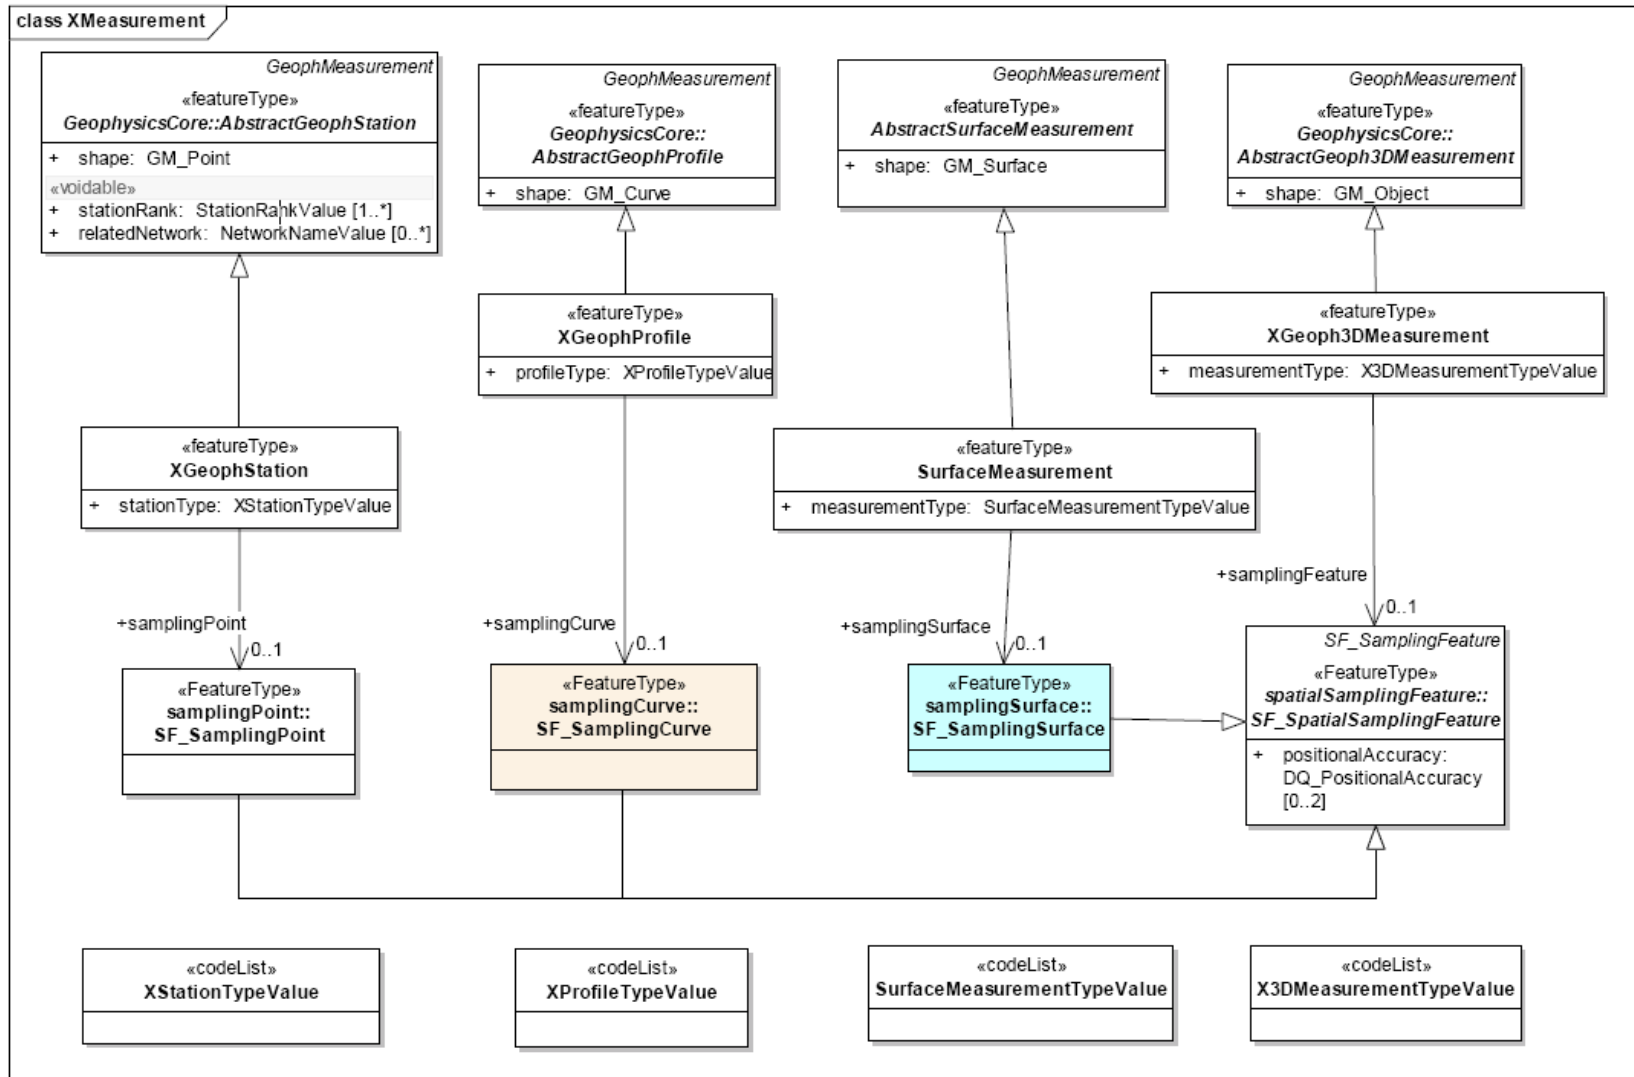 class XMeasurement
GeophMeasurement
«featureType»
GeophysicsCore::AbstractGeophStation
+ shape: GM_Point
«voidable»
+ stationRank: StationRankValue [1..*]
+ relatedNetwork: NetworkNameValue [0..*]
GeophMeasurement
«featureType»
GeophysicsCore::
AbstractGeophProfile
+ shape: GM_Curve
GeophMeasurement
«featureType»
AbstractSurfaceMeasurement
+ shape: GM_Surface
GeophMeasurement
«featureType»
GeophysicsCore::
AbstractGeoph3DMeasurement
+ shape: GM_Object
«featureType»
XGeophProfile
+ profileType: XProfileTypeValue
«featureType»
XGeoph3DMeasurement
+ measurementType: X3DMeasurementTypeValue
«featureType»
XGeophStation
+ stationType: XStationTypeValue
«featureType»
SurfaceMeasurement
+ measurementType: SurfaceMeasurementTypeValue
+samplingPoint
0..1
+samplingCurve
0..1
+samplingSurface
0..1
+samplingFeature
0..1
«FeatureType»
samplingPoint::
SF_SamplingPoint
«FeatureType»
samplingCurve::
SF_SamplingCurve
«FeatureType»
samplingSurface::
SF_SamplingSurface
SF_SamplingFeature
«FeatureType»
spatialSamplingFeature::
SF_SpatialSamplingFeature
+ positionalAccuracy:
DQ_PositionalAccuracy
[0..2]
«codeList»
XStationTypeValue
«codeList»
XProfileTypeValue
«codeList»
SurfaceMeasurementTypeValue
«codeList»
X3DMeasurementTypeValue